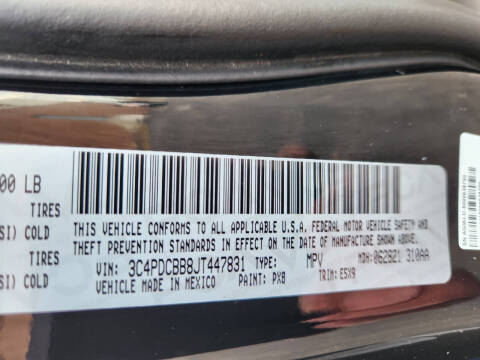 00 LB
TIRES
SI) COLD
TIRES
SI) COLD
THIS VEHICLE CONFORMS TO ALL APPLICABLE U.S.A. FEDERAL MOTOR VEHICLE SAFETY AND
THEFT PREVENTION STANDARDS IN EFFECT ON THE DATE OF MANUFACTURE SHOWN ABOVE.
VIN: 3C4PDCBB8JT447831 TYPE: MPV MDH: 062821 310AA
VEHICLE MADE IN MEXICO PAINT: PX8 TRIM: E5X9